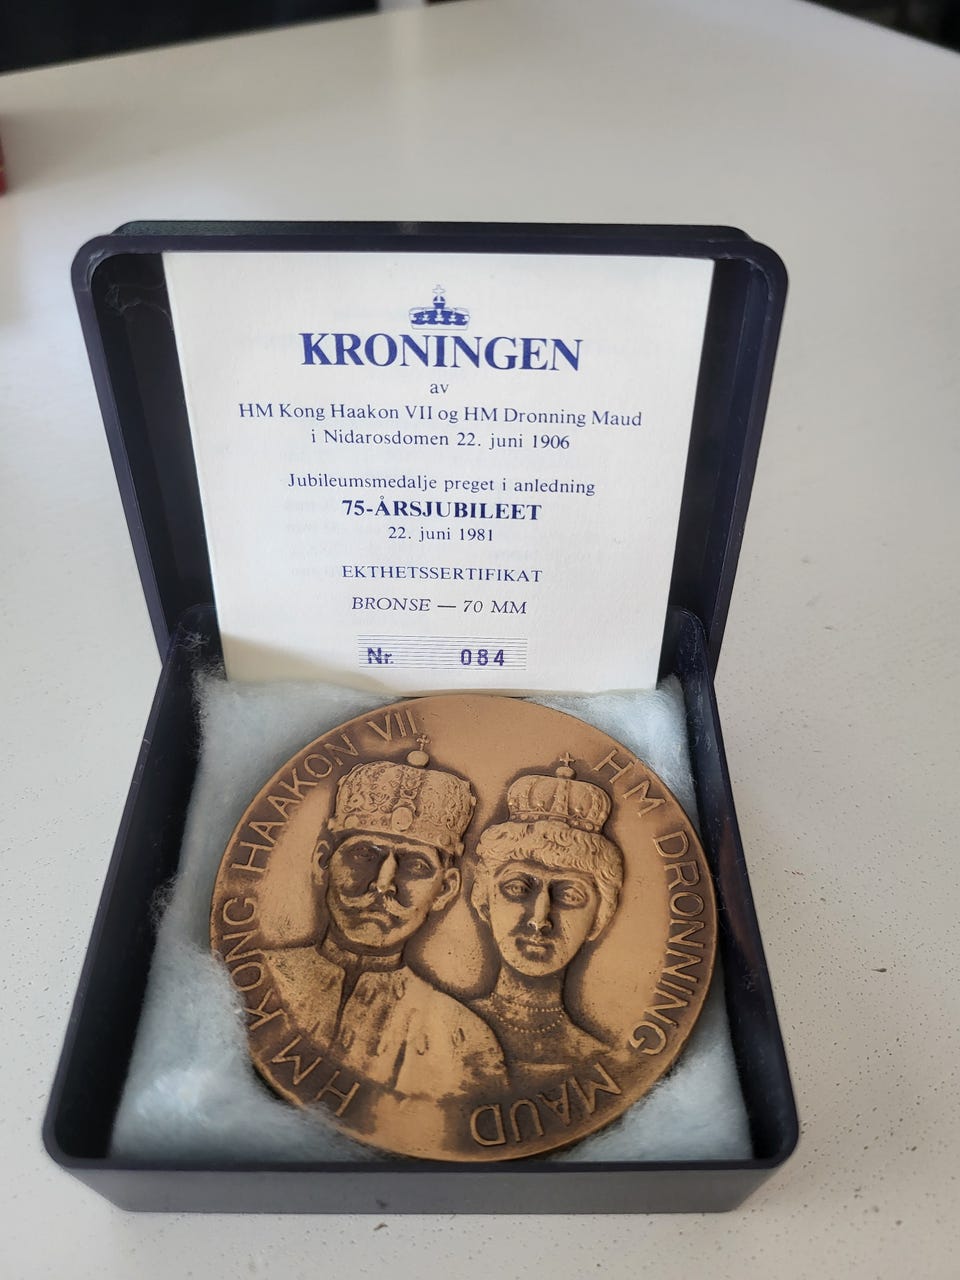 KRONINGEN
av
HM Kong Haakon VII og HM Dronning Maud
i Nidarosdomen 22. juni 1906
Jubileumsmedalje preget i anledning
75-ÅRSJUBILEET
22. juni 1981
EKTHETSSERTIFIKAT
BRONSE — 70 MM
Nr. 084
HM KONG HAAKON VII
HM DRONNING MAUD